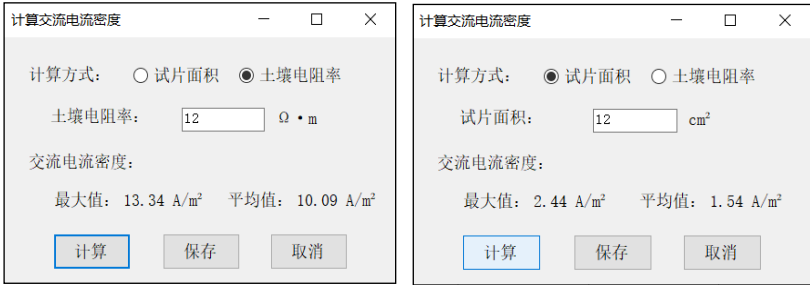 计算交流电流密度
计算方式： 试片面积 土壤电阻率
土壤电阻率： 12 Ω·m
交流电流密度：
最大值：13.34 A/m² 平均值：10.09 A/m²
计算 保存 取消
计算交流电流密度
计算方式： 试片面积 土壤电阻率
试片面积： 12 cm²
交流电流密度：
最大值：2.44 A/m² 平均值：1.54 A/m²
计算 保存 取消